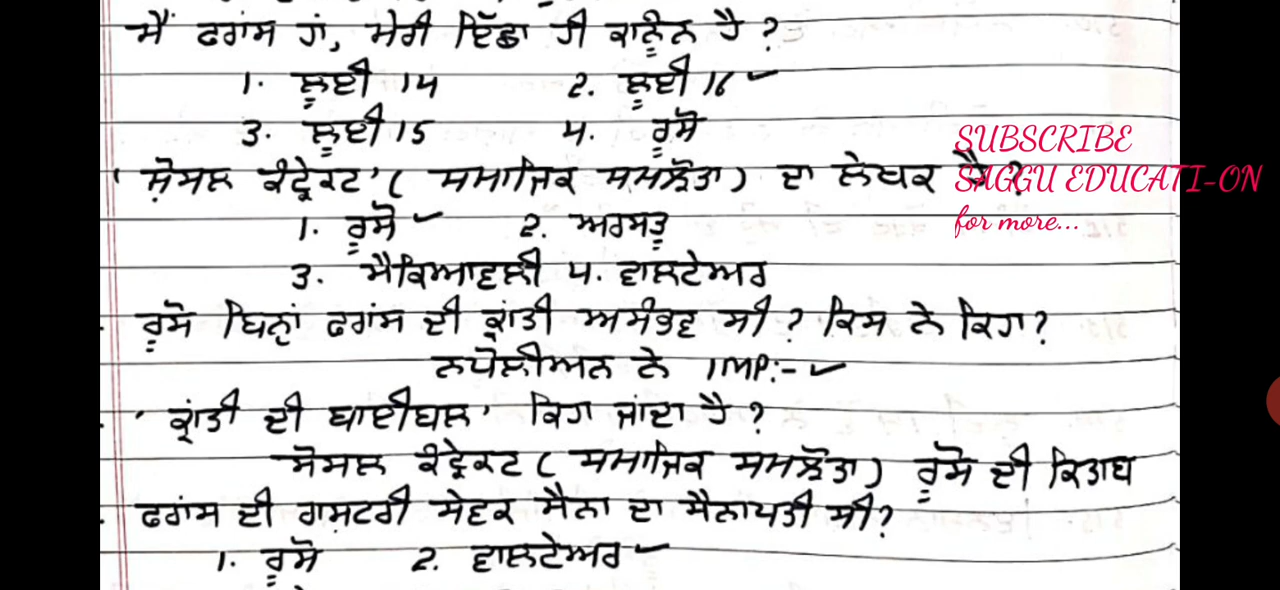 ਮੈਂ ਫਰਾਂਸ ਹਾਂ, ਮੇਰੀ ਇੱਛਾ ਹੀ ਕਾਨੂੰਨ ਹੈ ?
1. ਲੂਈ 14 2. ਲੂਈ 16 ✓
3. ਲੂਈ 15 4. ਰੂਸੋ
'ਸ਼ੋਸਲ ਕੰਟ੍ਰੇਕਟ' ( ਸਮਾਜਿਕ ਸਮਝੌਤਾ ) ਦਾ ਲੇਖਕ ਹੈ ?
1. ਰੂਸੋ ✓ 2. ਅਰਸਤੂ
3. ਮੈਕਿਆਵਲੀ 4. ਵਾਲਟੇਅਰ
ਰੂਸੋ ਬਿਨ੍ਹਾਂ ਫਰਾਂਸ ਦੀ ਕ੍ਰਾਂਤੀ ਅਸੰਭਵ ਸੀ ? ਕਿਸ ਨੇ ਕਿਹਾ ?
ਨਪੋਲੀਅਨ ਨੇ IMP:- ✓
'ਕ੍ਰਾਂਤੀ ਦੀ ਬਾਈਬਲ' ਕਿਹਾ ਜਾਂਦਾ ਹੈ ?
ਸੋਸਲ ਕੰਟ੍ਰੇਕਟ ( ਸਮਾਜਿਕ ਸਮਝੌਤਾ ) ਰੂਸੋ ਦੀ ਕਿਤਾਬ
ਫਰਾਂਸ ਦੀ ਰਾਸ਼ਟਰੀ ਸੇਵਕ ਸੈਨਾ ਦਾ ਸੈਨਾਪਤੀ ਸੀ ?
1. ਰੂਸੋ 2. ਵਾਲਟੇਅਰ ✓
SUBSCRIBE
SAGGU EDUCATI-ON
for more...